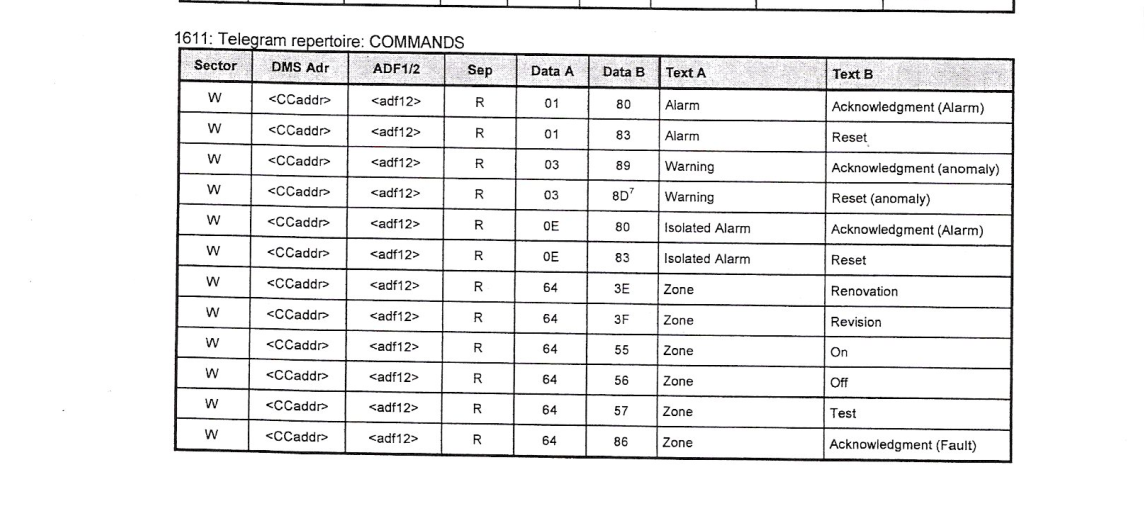 1611: Telegram repertoire: COMMANDS
Sector DMS Adr ADF1/2 Sep Data A Data B Text A Text B
W <CCaddr> <adf12> R 01 80 Alarm Acknowledgment (Alarm)
W <CCaddr> <adf12> R 01 83 Alarm Reset
W <CCaddr> <adf12> R 03 89 Warning Acknowledgment (anomaly)
W <CCaddr> <adf12> R 03 8D⁷ Warning Reset (anomaly)
W <CCaddr> <adf12> R 0E 80 Isolated Alarm Acknowledgment (Alarm)
W <CCaddr> <adf12> R 0E 83 Isolated Alarm Reset
W <CCaddr> <adf12> R 64 3E Zone Renovation
W <CCaddr> <adf12> R 64 3F Zone Revision
W <CCaddr> <adf12> R 64 55 Zone On
W <CCaddr> <adf12> R 64 56 Zone Off
W <CCaddr> <adf12> R 64 57 Zone Test
W <CCaddr> <adf12> R 64 86 Zone Acknowledgment (Fault)